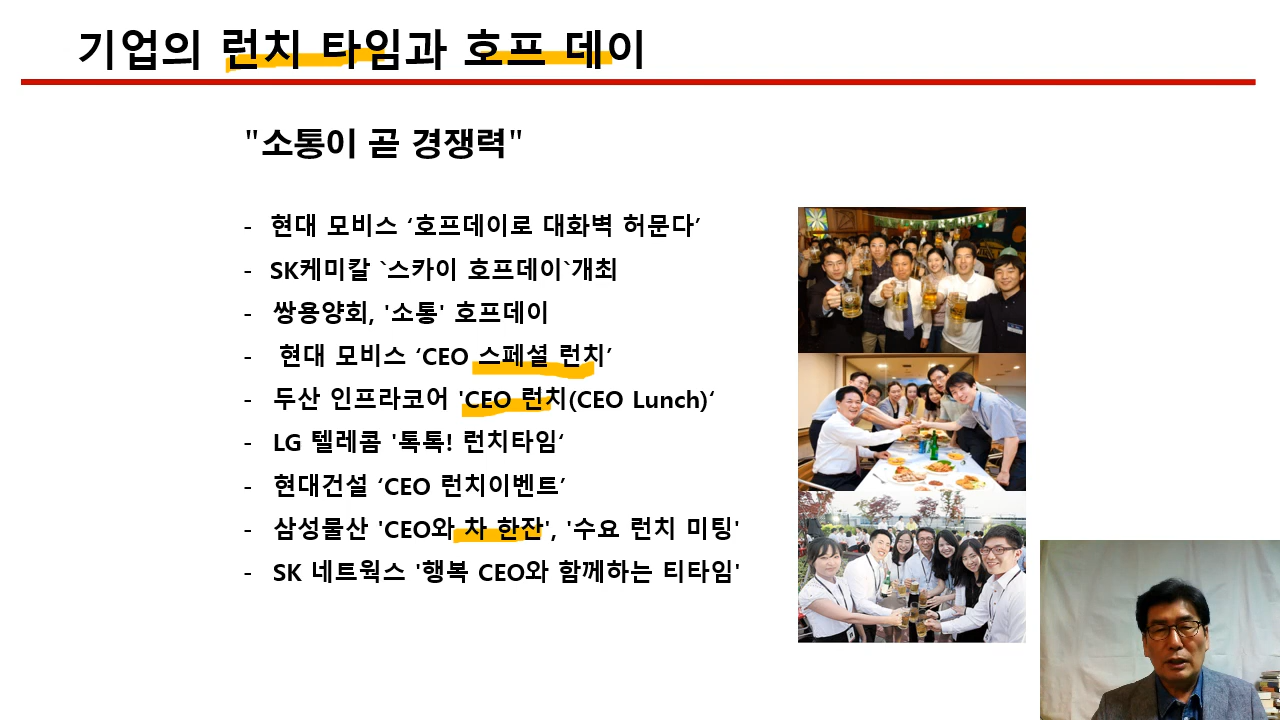 기업의 런치 타임과 호프 데이
"소통이 곧 경쟁력"
- 현대 모비스 ‘호프데이로 대화벽 허문다’
- SK케미칼 `스카이 호프데이`개최
- 쌍용양회, '소통' 호프데이
- 현대 모비스 ‘CEO 스페셜 런치’
- 두산 인프라코어 'CEO 런치(CEO Lunch)‘
- LG 텔레콤 '톡톡! 런치타임‘
- 현대건설 ‘CEO 런치이벤트’
- 삼성물산 'CEO와 차 한잔', '수요 런치 미팅'
- SK 네트웍스 '행복 CEO와 함께하는 티타임'